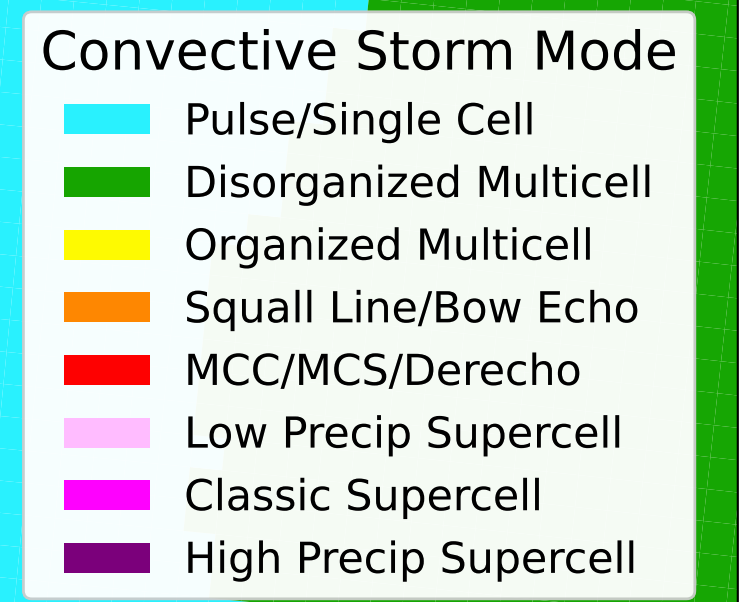 Convective Storm Mode
Pulse/Single Cell
Disorganized Multicell
Organized Multicell
Squall Line/Bow Echo
MCC/MCS/Derecho
Low Precip Supercell
Classic Supercell
High Precip Supercell